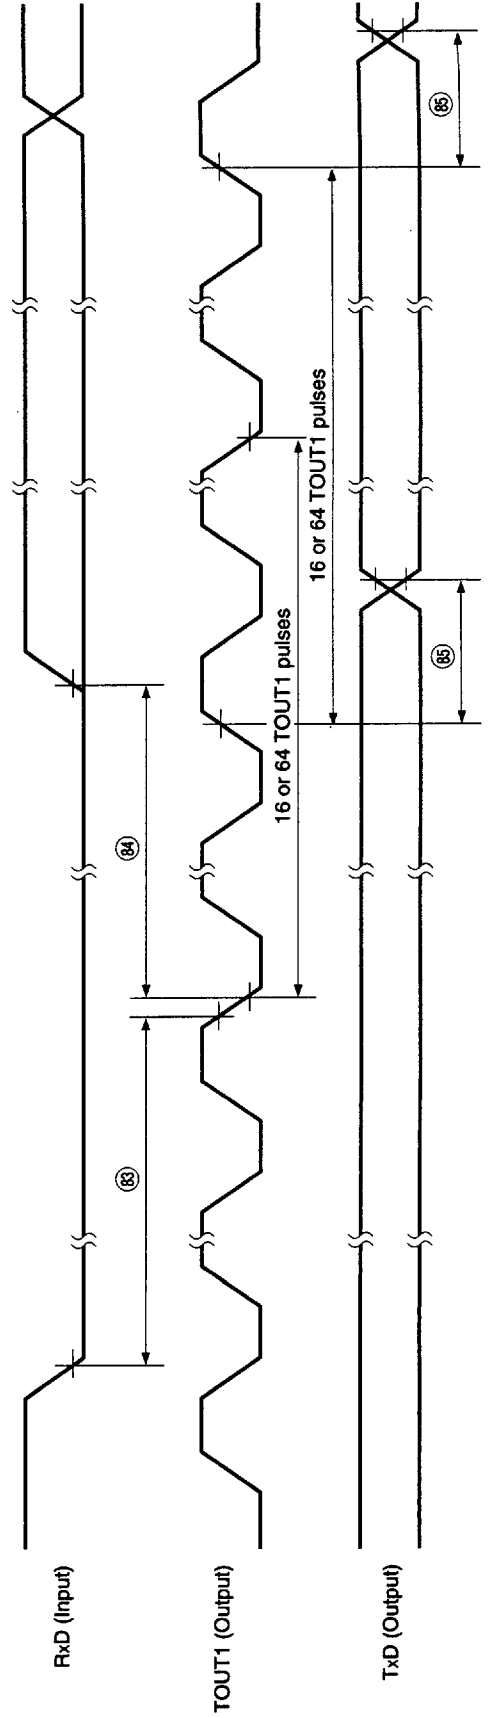 RxD (Input)
83
84
TOUT1 (Output)
16 or 64 TOUT1 pulses
16 or 64 TOUT1 pulses
TxD (Output)
85
85